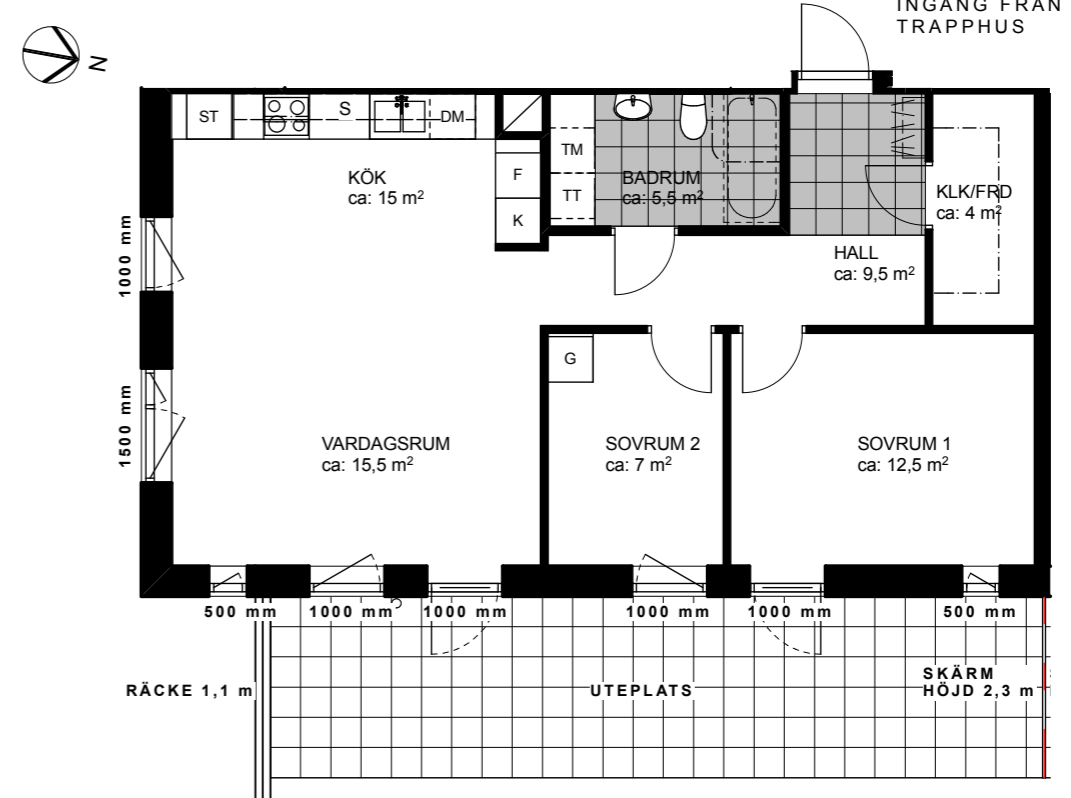 INGÅNG FRÅN
TRAPPHUS
N
ST
S
DM
TM
TT
F
K
KÖK
ca: 15 m²
BADRUM
ca: 5,5 m²
KLK/FRD
ca: 4 m²
HALL
ca: 9,5 m²
1000 mm
1500 mm
G
VARDAGSRUM
ca: 15,5 m²
SOVRUM 2
ca: 7 m²
SOVRUM 1
ca: 12,5 m²
500 mm
1000 mm
1000 mm
1000 mm
1000 mm
500 mm
RÄCKE 1,1 m
UTEPLATS
SKÄRM
HÖJD 2,3 m